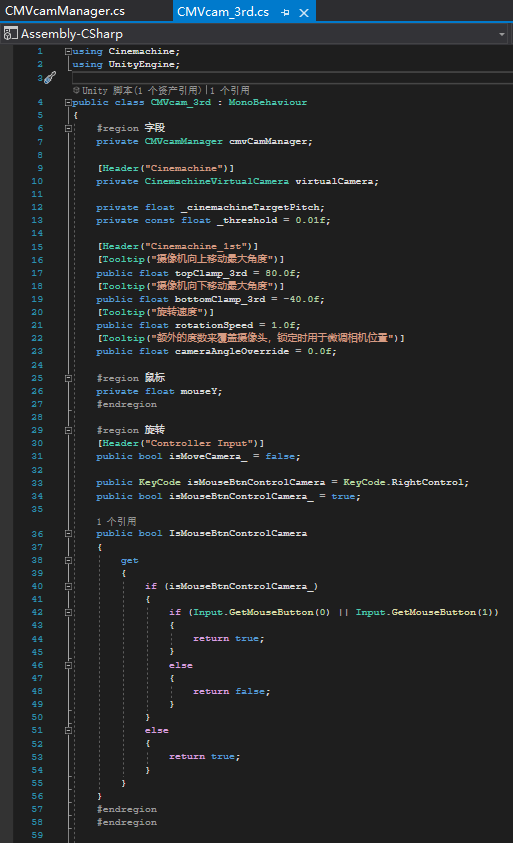 CMVcamManager.cs
CMVcam_3rd.cs
Assembly-CSharp
1 using Cinemachine;
2 using UnityEngine;
3
Unity 脚本(1 个资产引用)|1 个引用
4 public class CMVcam_3rd : MonoBehaviour
5 {
6 #region 字段
7 private CMVcamManager cmvCamManager;
8
9 [Header("Cinemachine")]
10 private CinemachineVirtualCamera virtualCamera;
11
12 private float _cinemachineTargetPitch;
13 private const float _threshold = 0.01f;
14
15 [Header("Cinemachine_1st")]
16 [Tooltip("摄像机向上移动最大角度")]
17 public float topClamp_3rd = 80.0f;
18 [Tooltip("摄像机向下移动最大角度")]
19 public float bottomClamp_3rd = -40.0f;
20 [Tooltip("旋转速度")]
21 public float rotationSpeed = 1.0f;
22 [Tooltip("额外的度数来覆盖摄像头, 锁定时用于微调相机位置")]
23 public float cameraAngleOverride = 0.0f;
24
25 #region 鼠标
26 private float mouseY;
27 #endregion
28
29 #region 旋转
30 [Header("Controller Input")]
31 public bool isMoveCamera_ = false;
32
33 public KeyCode isMouseBtnControlCamera = KeyCode.RightControl;
34 public bool isMouseBtnControlCamera_ = true;
35
1 个引用
36 public bool IsMouseBtnControlCamera
37 {
38 get
39 {
40 if (isMouseBtnControlCamera_)
41 {
42 if (Input.GetMouseButton(0) || Input.GetMouseButton(1))
43 {
44 return true;
45 }
46 else
47 {
48 return false;
49 }
50 }
51 else
52 {
53 return true;
54 }
55 }
56 }
57 #endregion
58 #endregion
59